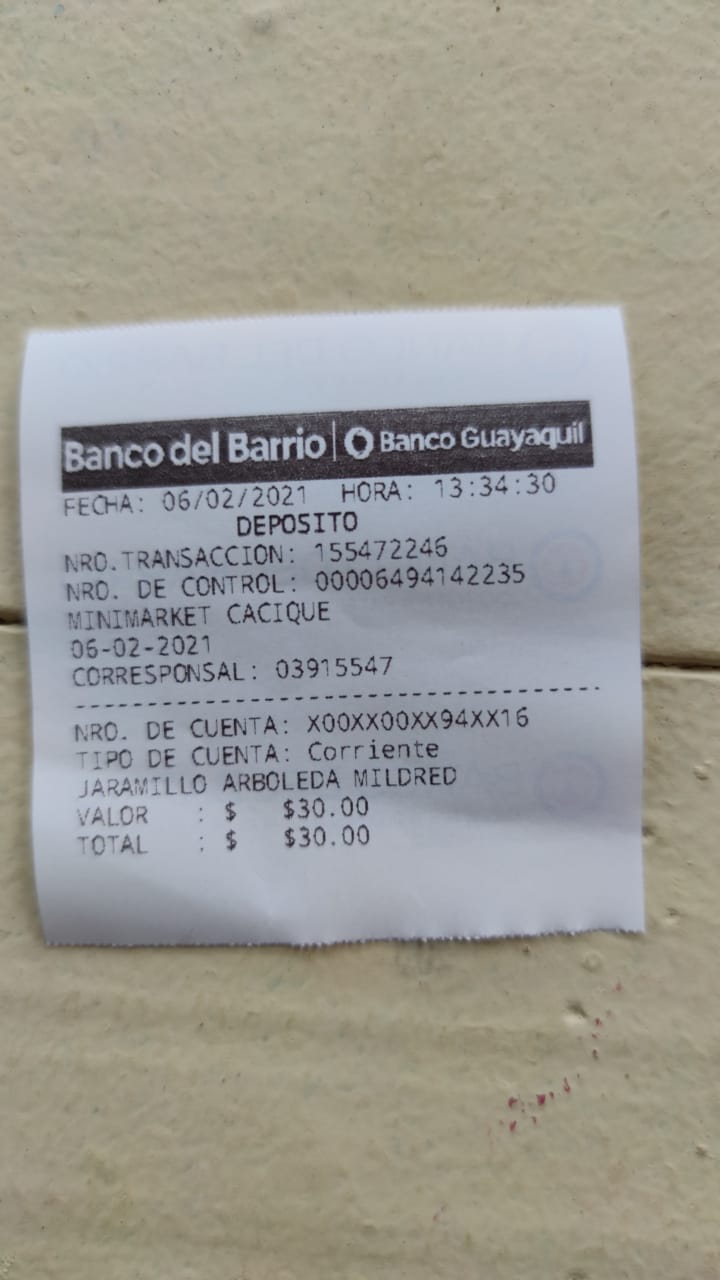 Banco del Barrio | Banco Guayaquil
FECHA: 06/02/2021 HORA: 13:34:30
DEPOSITO
NRO.TRANSACCION: 155472246
NRO. DE CONTROL: 00006494142235
MINIMARKET CACIQUE
06-02-2021
CORRESPONSAL: 03915547
NRO. DE CUENTA: X00XX00XX94XX16
TIPO DE CUENTA: Corriente
JARAMILLO ARBOLEDA MILDRED
VALOR : $ $30.00
TOTAL : $ $30.00